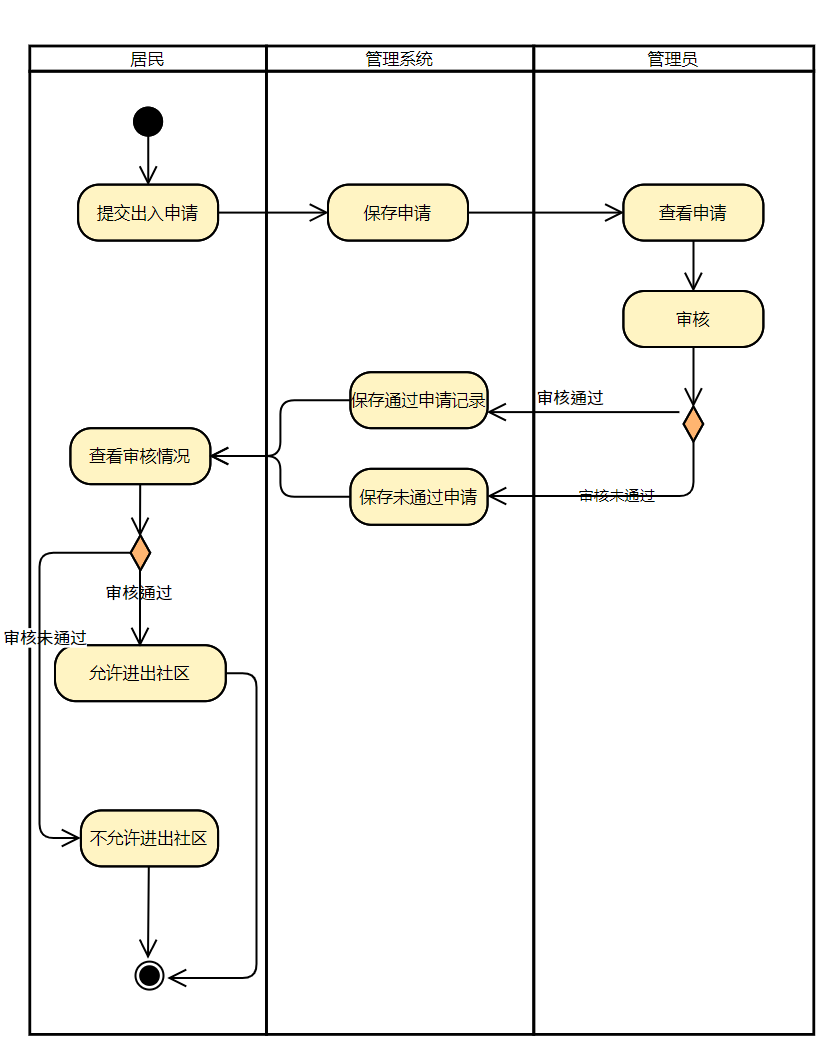 居民
管理系统
管理员
提交出入申请
保存申请
查看申请
审核
审核通过
保存通过申请记录
查看审核情况
审核未通过
保存未通过申请
审核通过
审核未通过
允许进出社区
不允许进出社区